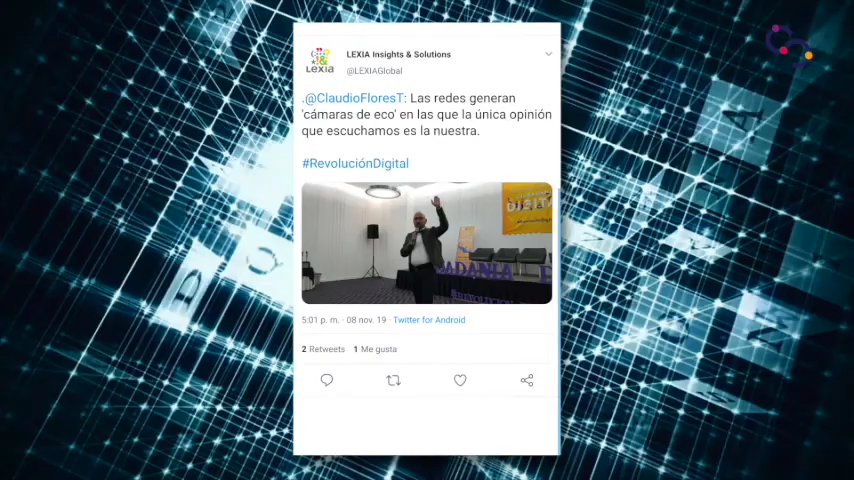 LEXIA Insights & Solutions
LEXIA
@LEXIAGlobal
.@ClaudioFloresT: Las redes generan
'cámaras de eco' en las que la única opinión
que escuchamos es la nuestra.
#RevoluciónDigital
5:01 p. m. · 08 nov. 19 · Twitter for Android
2 Retweets 1 Me gusta